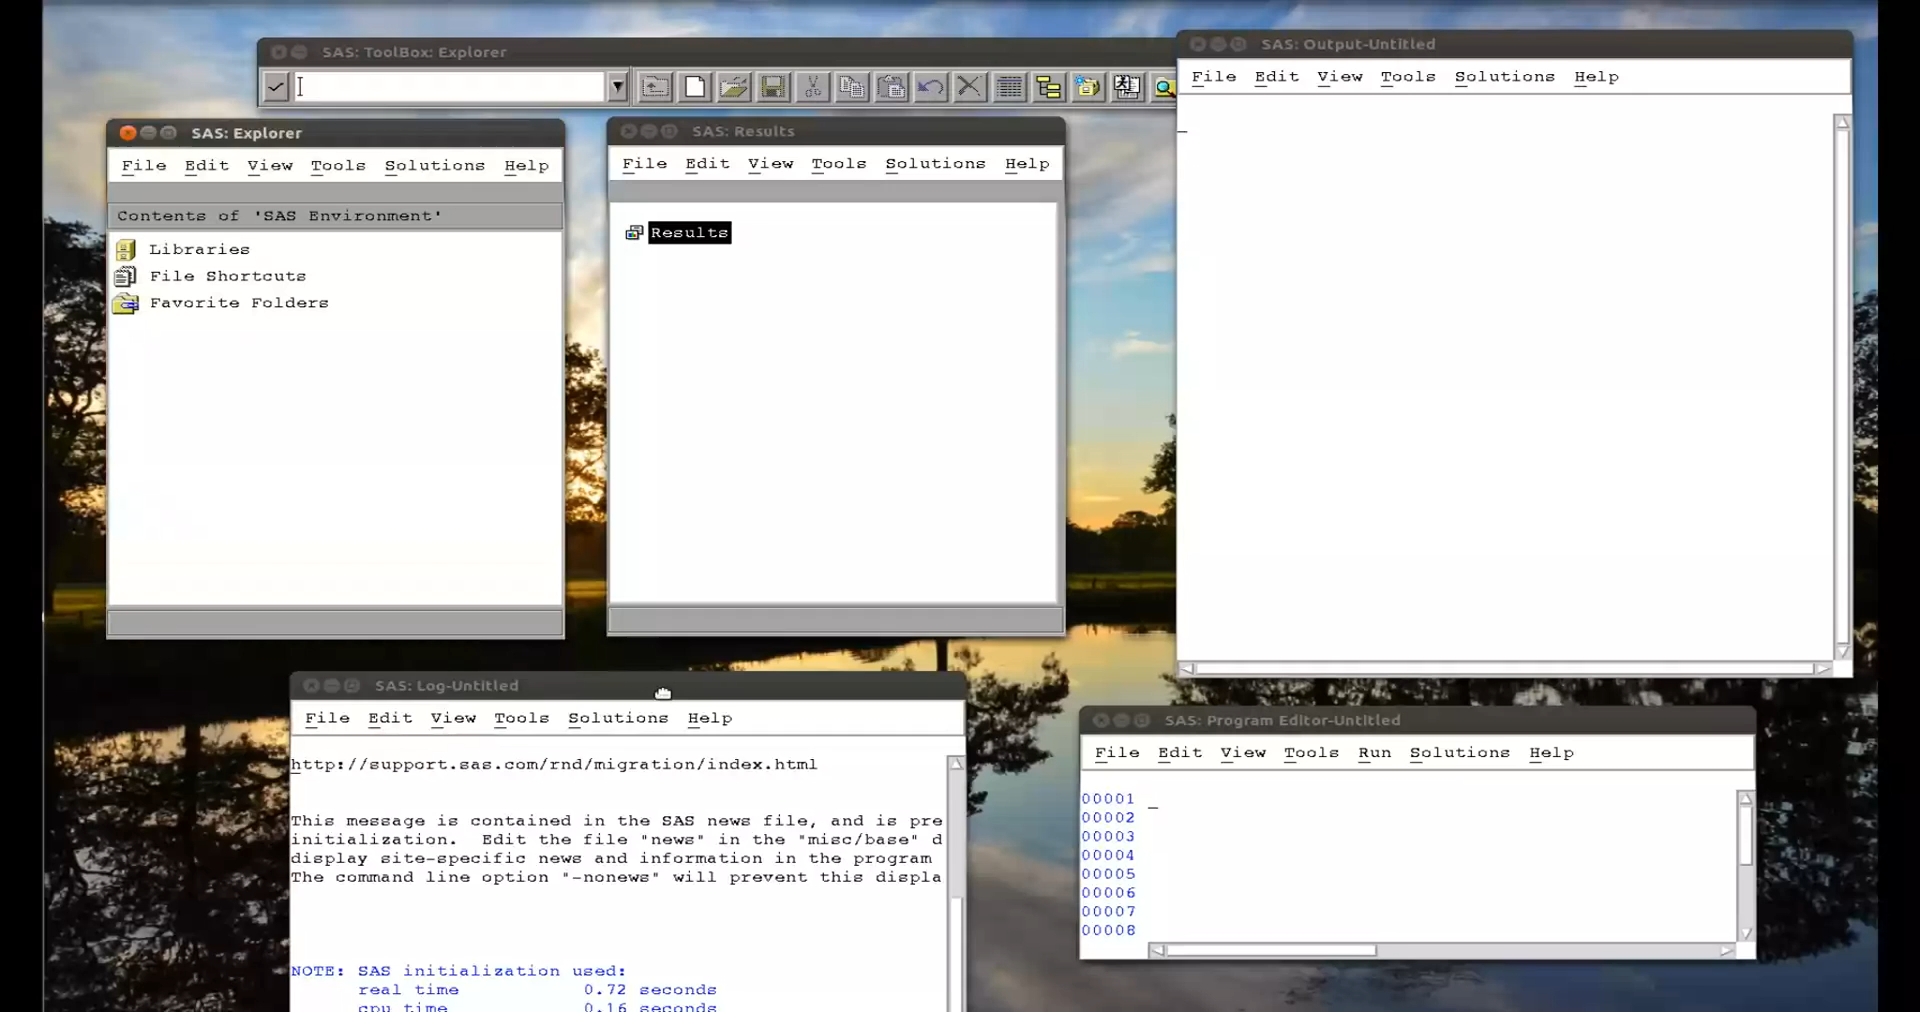 SAS: ToolBox: Explorer
SAS: Output-Untitled
File Edit View Tools Solutions Help
SAS: Explorer
File Edit View Tools Solutions Help
Contents of 'SAS Environment'
Libraries
File Shortcuts
Favorite Folders
SAS: Results
File Edit View Tools Solutions Help
Results
SAS: Log-Untitled
File Edit View Tools Solutions Help
http://support.sas.com/rnd/migration/index.html
This message is contained in the SAS news file, and is pre
initialization. Edit the file "news" in the "misc/base" d
display site-specific news and information in the program
The command line option "-nonews" will prevent this displa
NOTE: SAS initialization used:
real time 0.72 seconds
cpu time 0.16 seconds
SAS: Program Editor-Untitled
File Edit View Tools Run Solutions Help
00001
00002
00003
00004
00005
00006
00007
00008